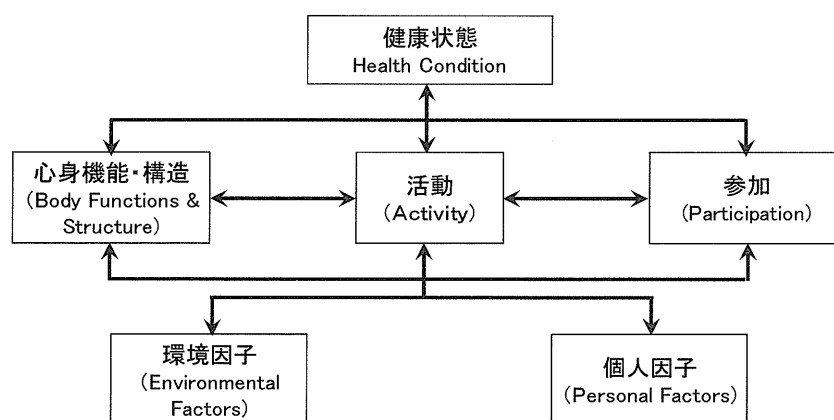 健康状態
Health Condition
心身機能・構造
(Body Functions &
Structure)
活動
(Activity)
参加
(Participation)
環境因子
(Environmental
Factors)
個人因子
(Personal Factors)